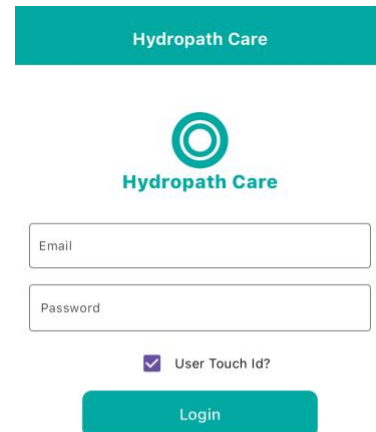 Hydropath Care
Hydropath Care
Email
Password
User Touch Id?
Login